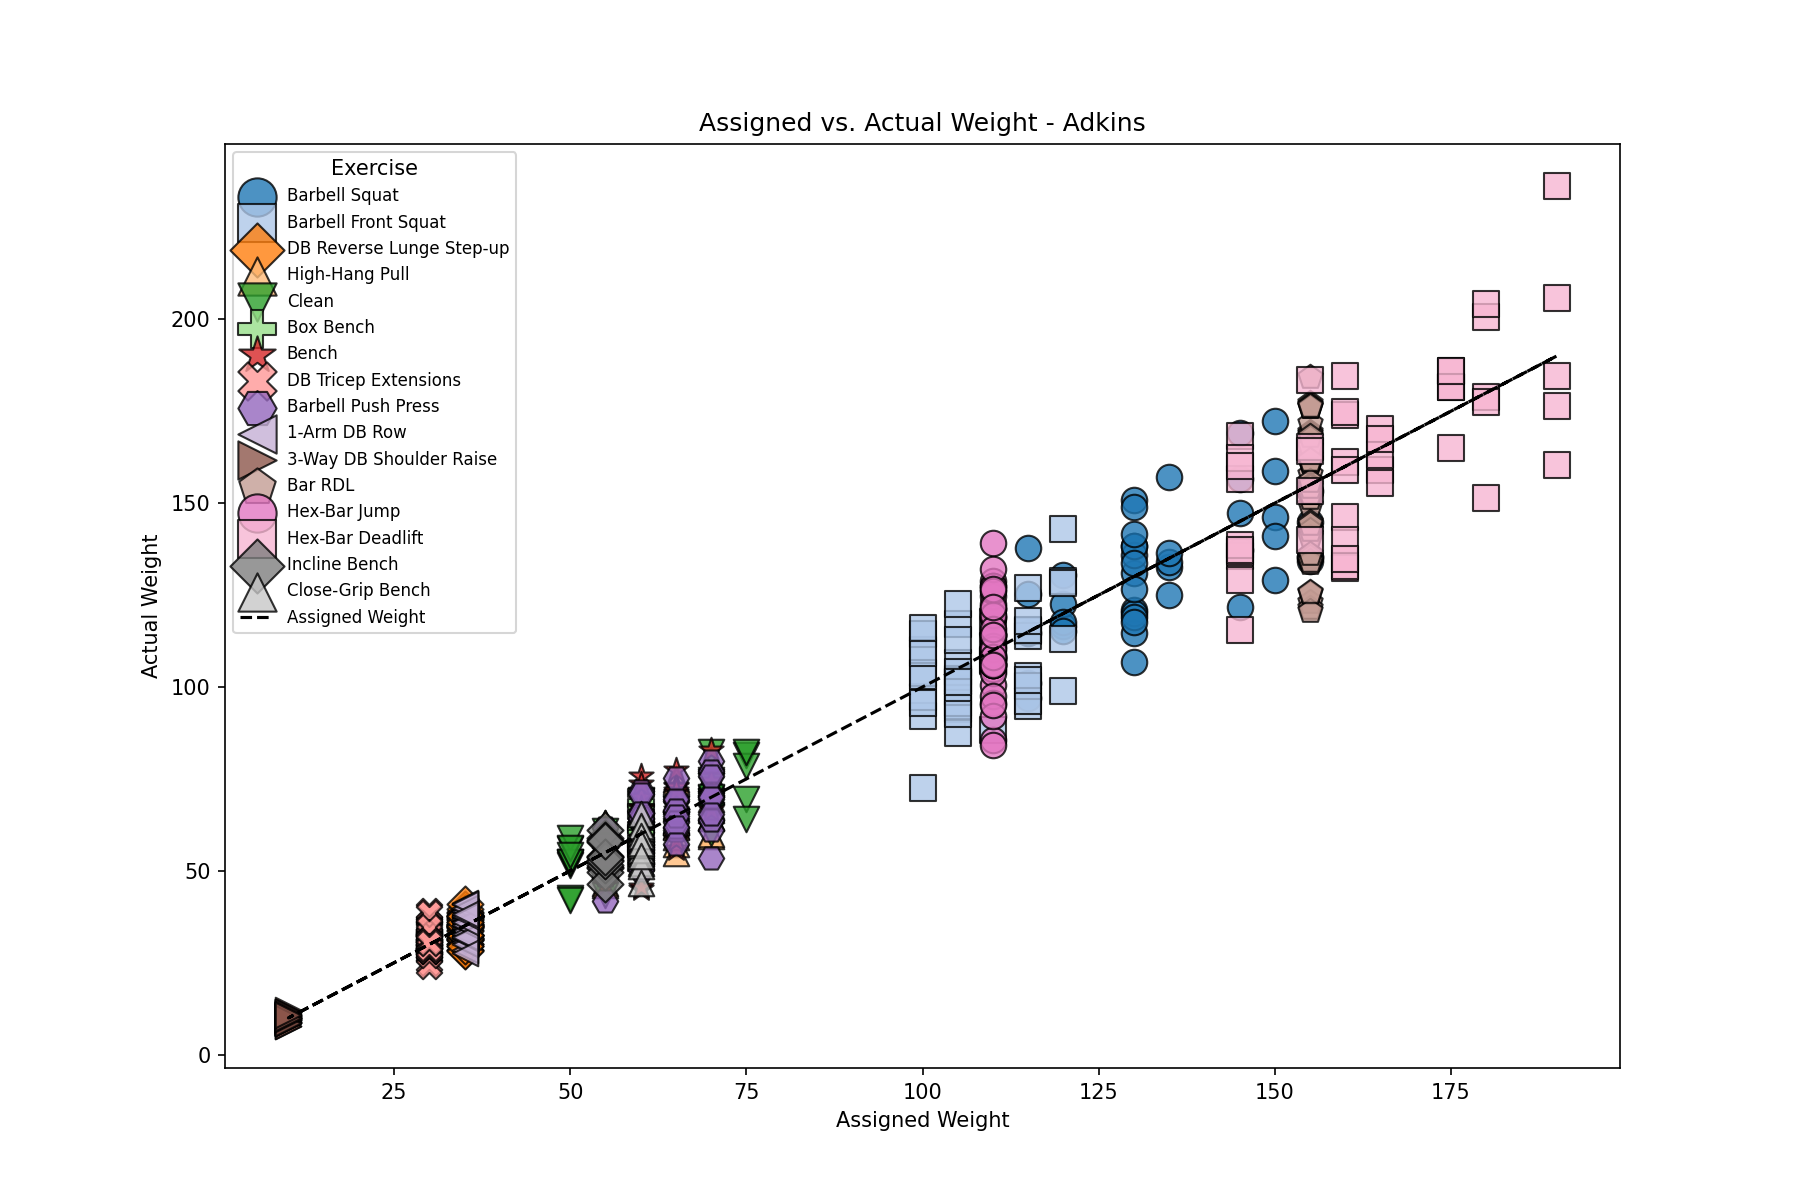 Assigned vs. Actual Weight - Adkins
Exercise
Barbell Squat
Barbell Front Squat
DB Reverse Lunge Step-up
High-Hang Pull
Clean
Box Bench
Bench
DB Tricep Extensions
Barbell Push Press
1-Arm DB Row
3-Way DB Shoulder Raise
Bar RDL
Hex-Bar Jump
Hex-Bar Deadlift
Incline Bench
Close-Grip Bench
Assigned Weight
Actual Weight
200
150
100
50
0
25 50 75 100 125 150 175
Assigned Weight